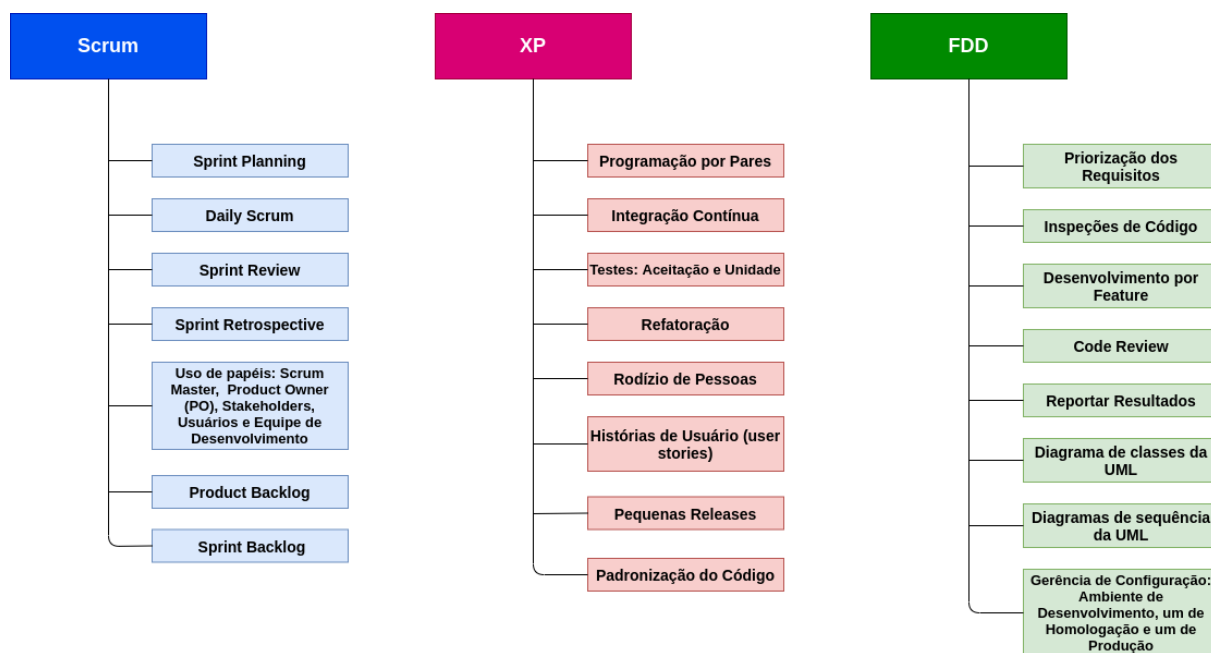 Scrum
Sprint Planning
Daily Scrum
Sprint Review
Sprint Retrospective
Uso de papéis: Scrum
Master, Product Owner
(PO), Stakeholders,
Usuários e Equipe de
Desenvolvimento
Product Backlog
Sprint Backlog
XP
Programação por Pares
Integração Contínua
Testes: Aceitação e Unidade
Refatoração
Rodízio de Pessoas
Histórias de Usuário (user
stories)
Pequenas Releases
Padronização do Código
FDD
Priorização dos
Requisitos
Inspeções de Código
Desenvolvimento por
Feature
Code Review
Reportar Resultados
Diagrama de classes da
UML
Diagramas de sequência
da UML
Gerência de Configuração:
Ambiente de
Desenvolvimento, um de
Homologação e um de
Produção